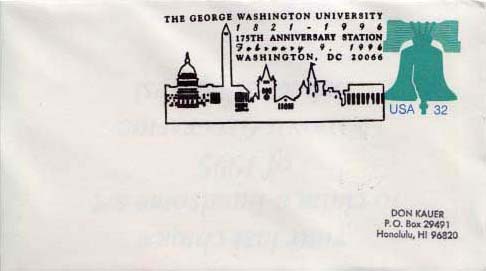 THE GEORGE WASHINGTON UNIVERSITY
1821-1996
175TH ANNIVERSARY STATION
February 9, 1996
WASHINGTON, DC 20066
USA 32
DON KAUER
P.O. Box 29491
Honolulu, HI 96820